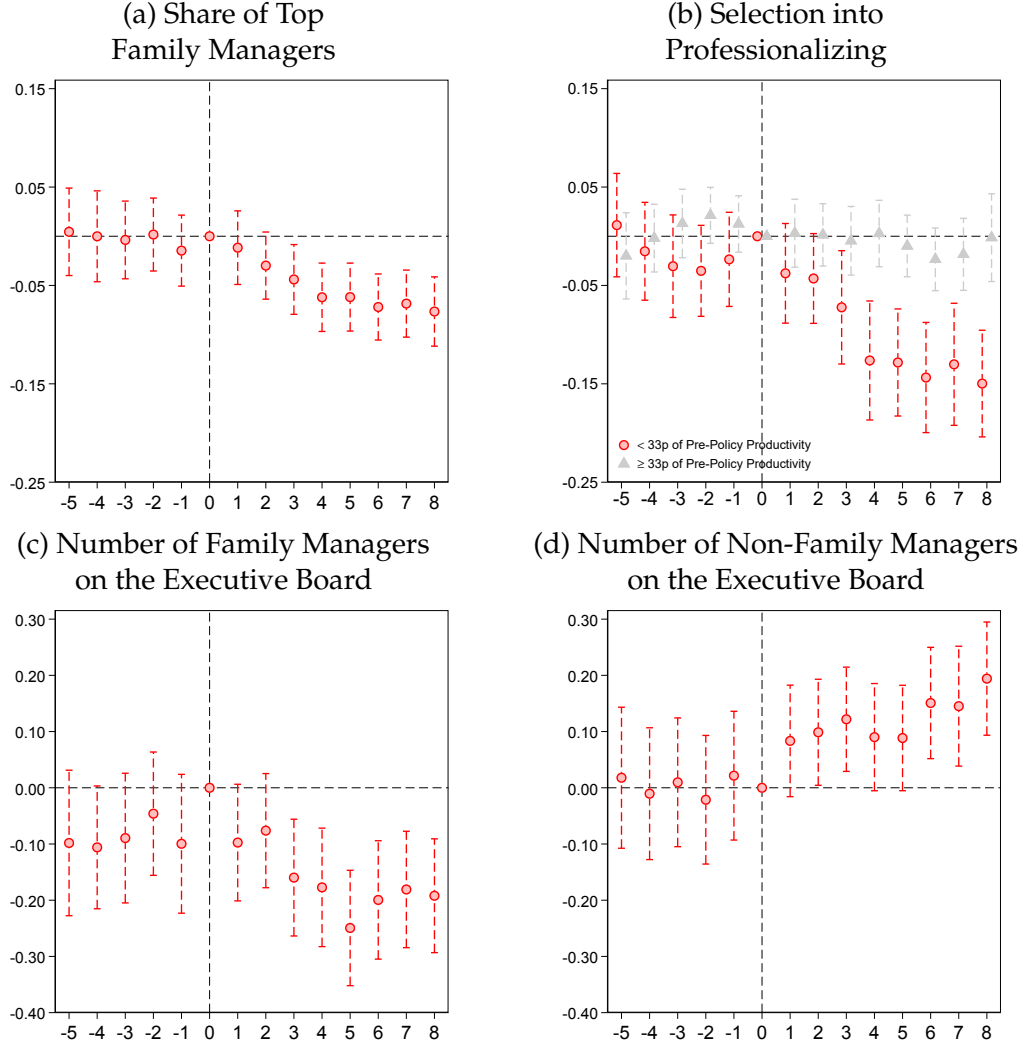 (a) Share of Top
Family Managers
0.15
0.05
0.00
-0.05
-0.15
-0.25
-5 -4 -3 -2 -1 0 1 2 3 4 5 6 7 8
(b) Selection into
Professionalizing
0.15
0.05
0.00
-0.05
-0.15
< 33p of Pre-Policy Productivity
≥ 33p of Pre-Policy Productivity
-0.25
-5 -4 -3 -2 -1 0 1 2 3 4 5 6 7 8
(c) Number of Family Managers
on the Executive Board
0.30
0.20
0.10
0.00
-0.10
-0.20
-0.30
-0.40
-5 -4 -3 -2 -1 0 1 2 3 4 5 6 7 8
(d) Number of Non-Family Managers
on the Executive Board
0.30
0.20
0.10
0.00
-0.10
-0.20
-0.30
-0.40
-5 -4 -3 -2 -1 0 1 2 3 4 5 6 7 8